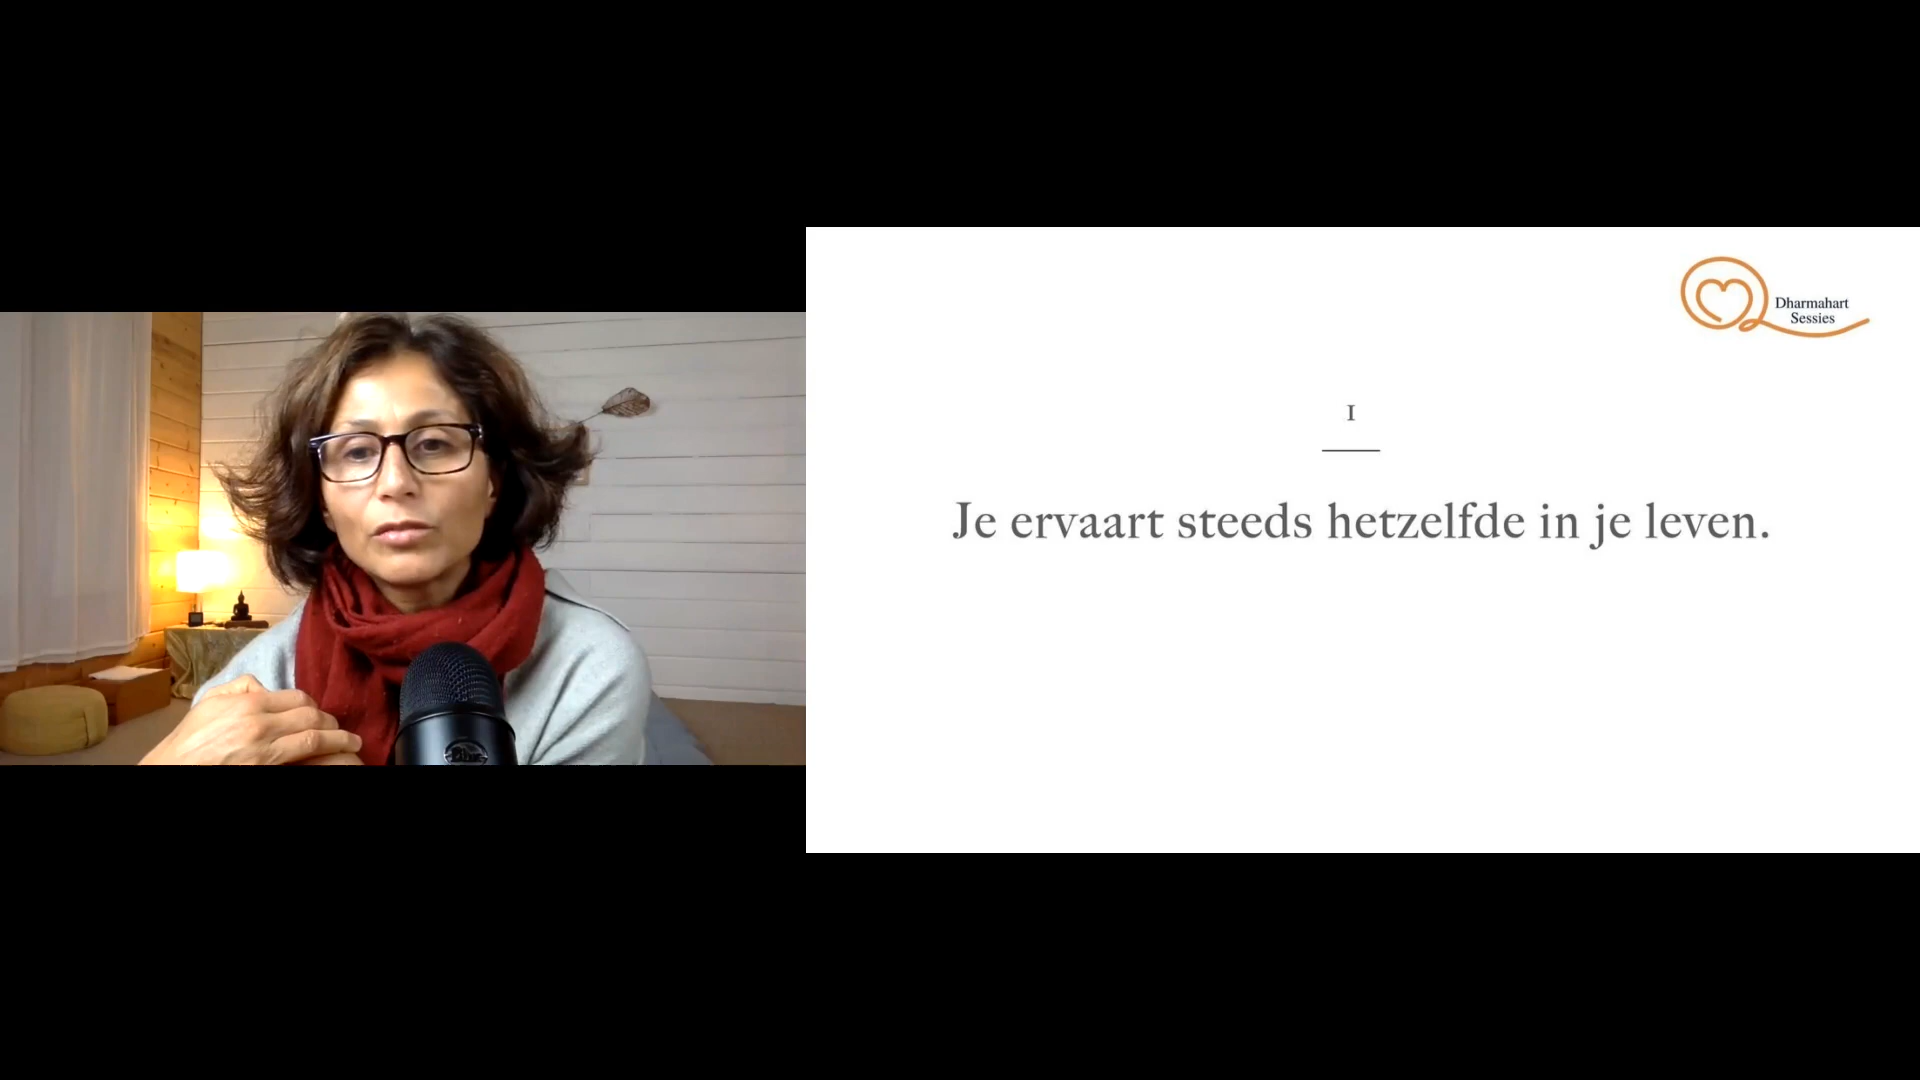 Dharmahart
Sessies
I
Je ervaart steeds hetzelfde in je leven.